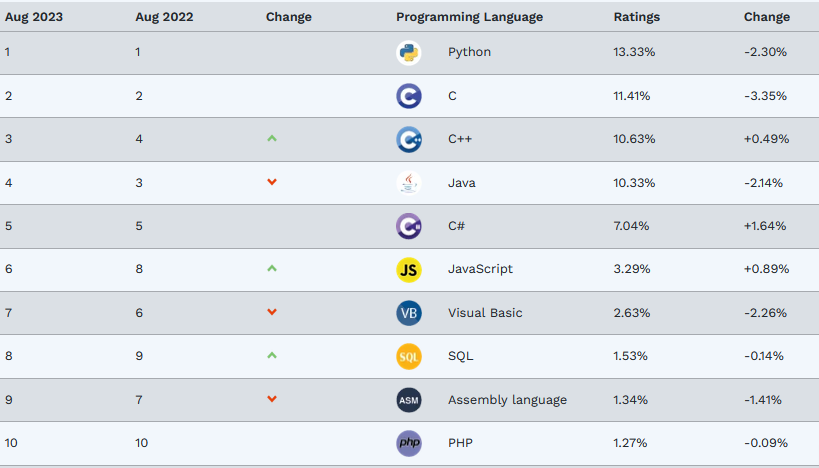 Aug 2023 Aug 2022 Change Programming Language Ratings Change
1 1 Python 13.33% -2.30%
2 2 C 11.41% -3.35%
3 4 C++ 10.63% +0.49%
4 3 Java 10.33% -2.14%
5 5 C# 7.04% +1.64%
6 8 JS JavaScript 3.29% +0.89%
7 6 VB Visual Basic 2.63% -2.26%
8 9 SQL SQL 1.53% -0.14%
9 7 ASM Assembly language 1.34% -1.41%
10 10 php PHP 1.27% -0.09%